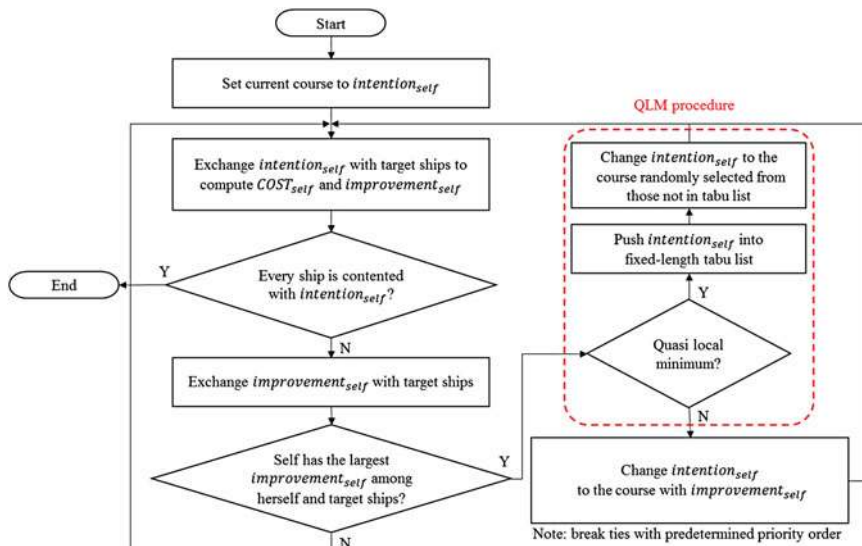 Start
Set current course to intention_self
QLM procedure
Exchange intention_self with target ships to
compute COST_self and improvement_self
Change intention_self to the
course randomly selected from
those not in tabu list
Push intention_self into
fixed-length tabu list
Y
Every ship is contented
with intention_self?
End
Y
N
Quasi local
minimum?
Exchange improvement_self with target ships
N
Self has the largest
improvement_self among
herself and target ships?
Y
Change intention_self
to the course with improvement_self
N
Note: break ties with predetermined priority order